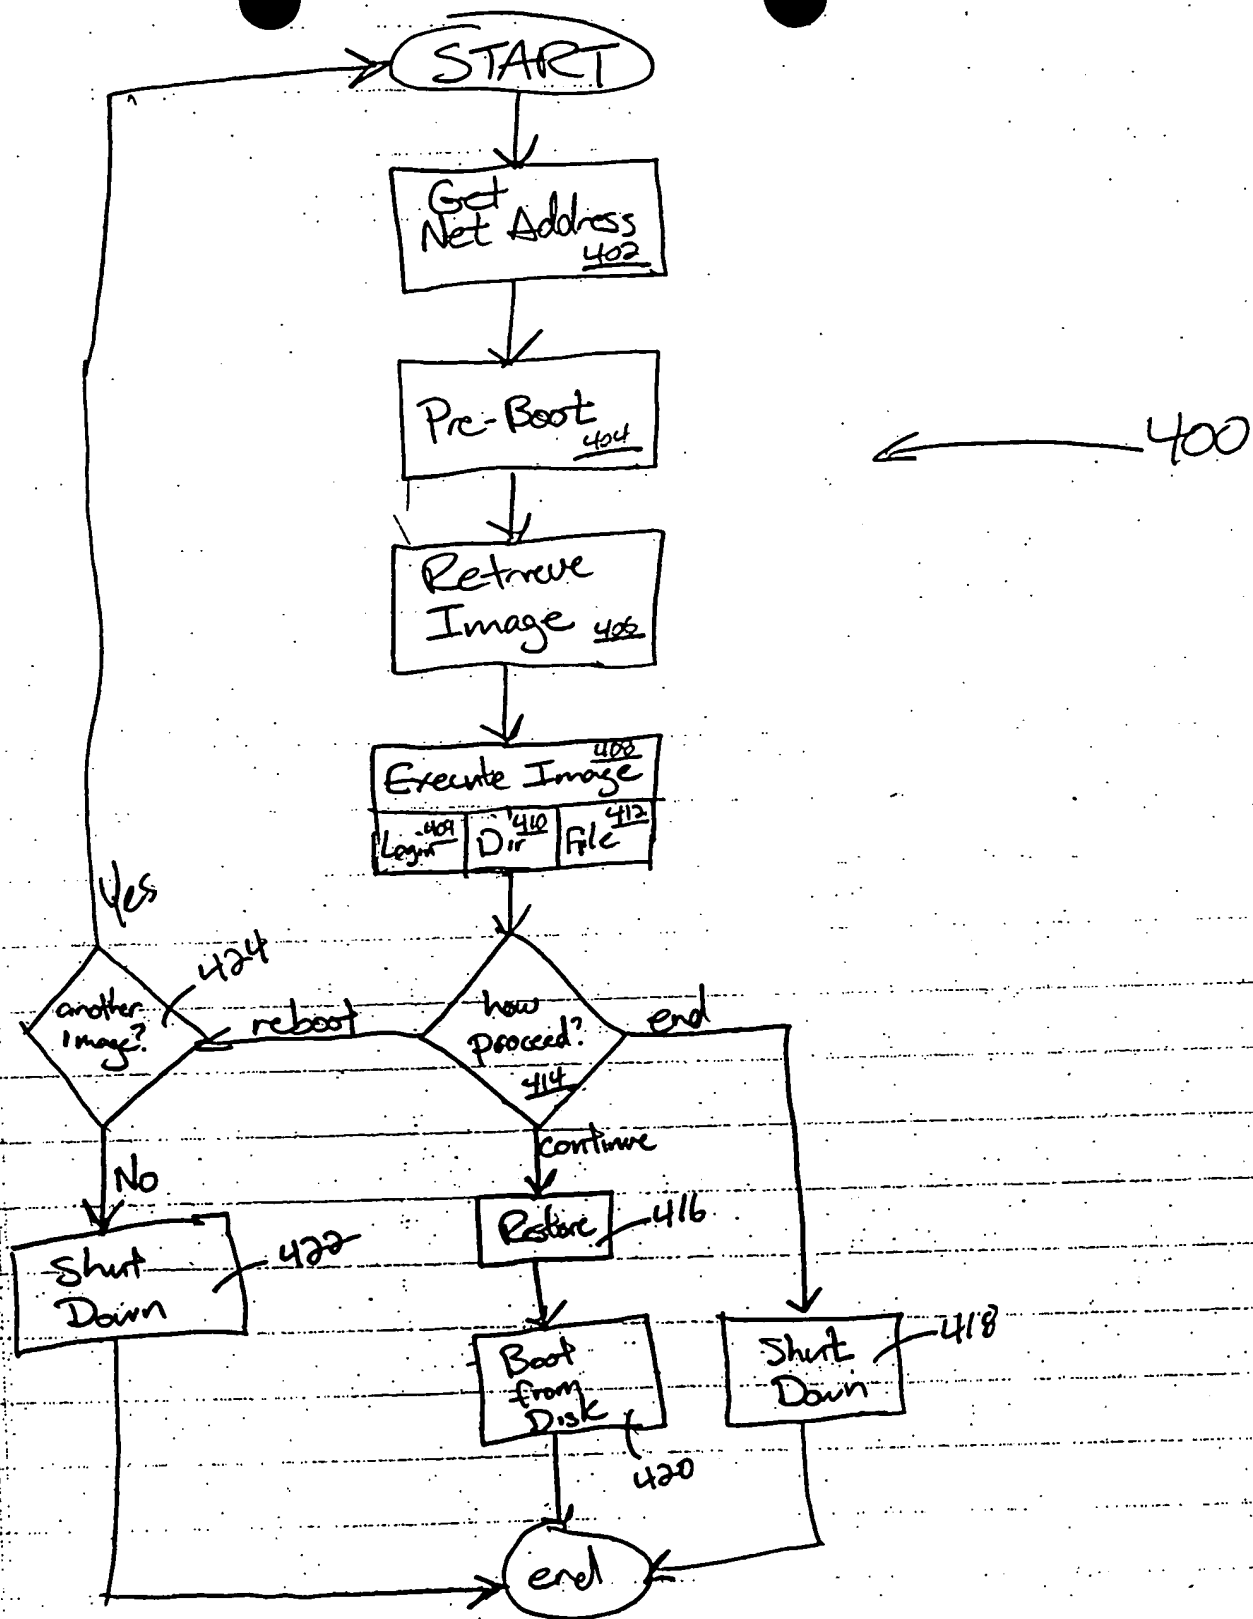 START
Get
Net Address
402
Pre-Boot
404
400
Retrieve
Image 406
408
Execute Image
Login 409
Dir 410
File 412
Yes
424
another
image?
reboot
how
proceed?
414
end
continue
No
Restore
416
Shut
Down
422
Boot
from
Disk
420
Shut
Down
418
end